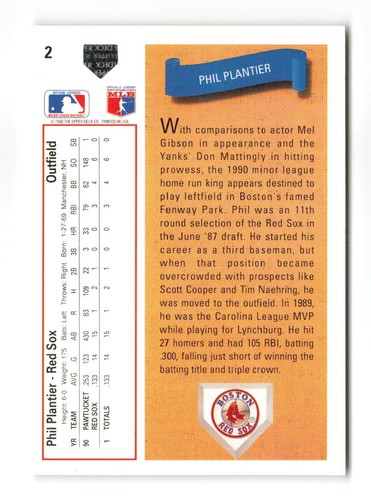 2
© 1990 THE UPPER DECK CO. PRINTED IN USA
PHIL PLANTIER
With comparisons to actor Mel
Gibson in appearance and the
Yanks' Don Mattingly in hitting
prowess, the 1990 minor league
home run king appears destined to
play leftfield in Boston's famed
Fenway Park. Phil was an 11th
round selection of the Red Sox in
the June '87 draft. He started his
career as a third baseman, but
when that position became
overcrowded with prospects like
Scott Cooper and Tim Naehring, he
was moved to the outfield. In 1989,
he was the Carolina League MVP
while playing for Lynchburg. He hit
27 homers and had 105 RBI, batting
.300, falling just short of winning the
batting title and triple crown.
BOSTON
RED SOX
Phil Plantier - Red Sox Outfield
Height: 6-0 Weight: 175 Bats: Left Throws: Right Born: 1-27-69 Manchester, NH
YR TEAM AVG G AB R H 2B 3B HR RBI BB SO SB
90 PAWTUCKET .253 123 430 83 109 22 3 33 79 62 148 1
RED SOX .133 14 15 1 2 1 0 0 3 4 6 0
1 TOTALS .133 14 15 1 2 1 0 0 3 4 6 0